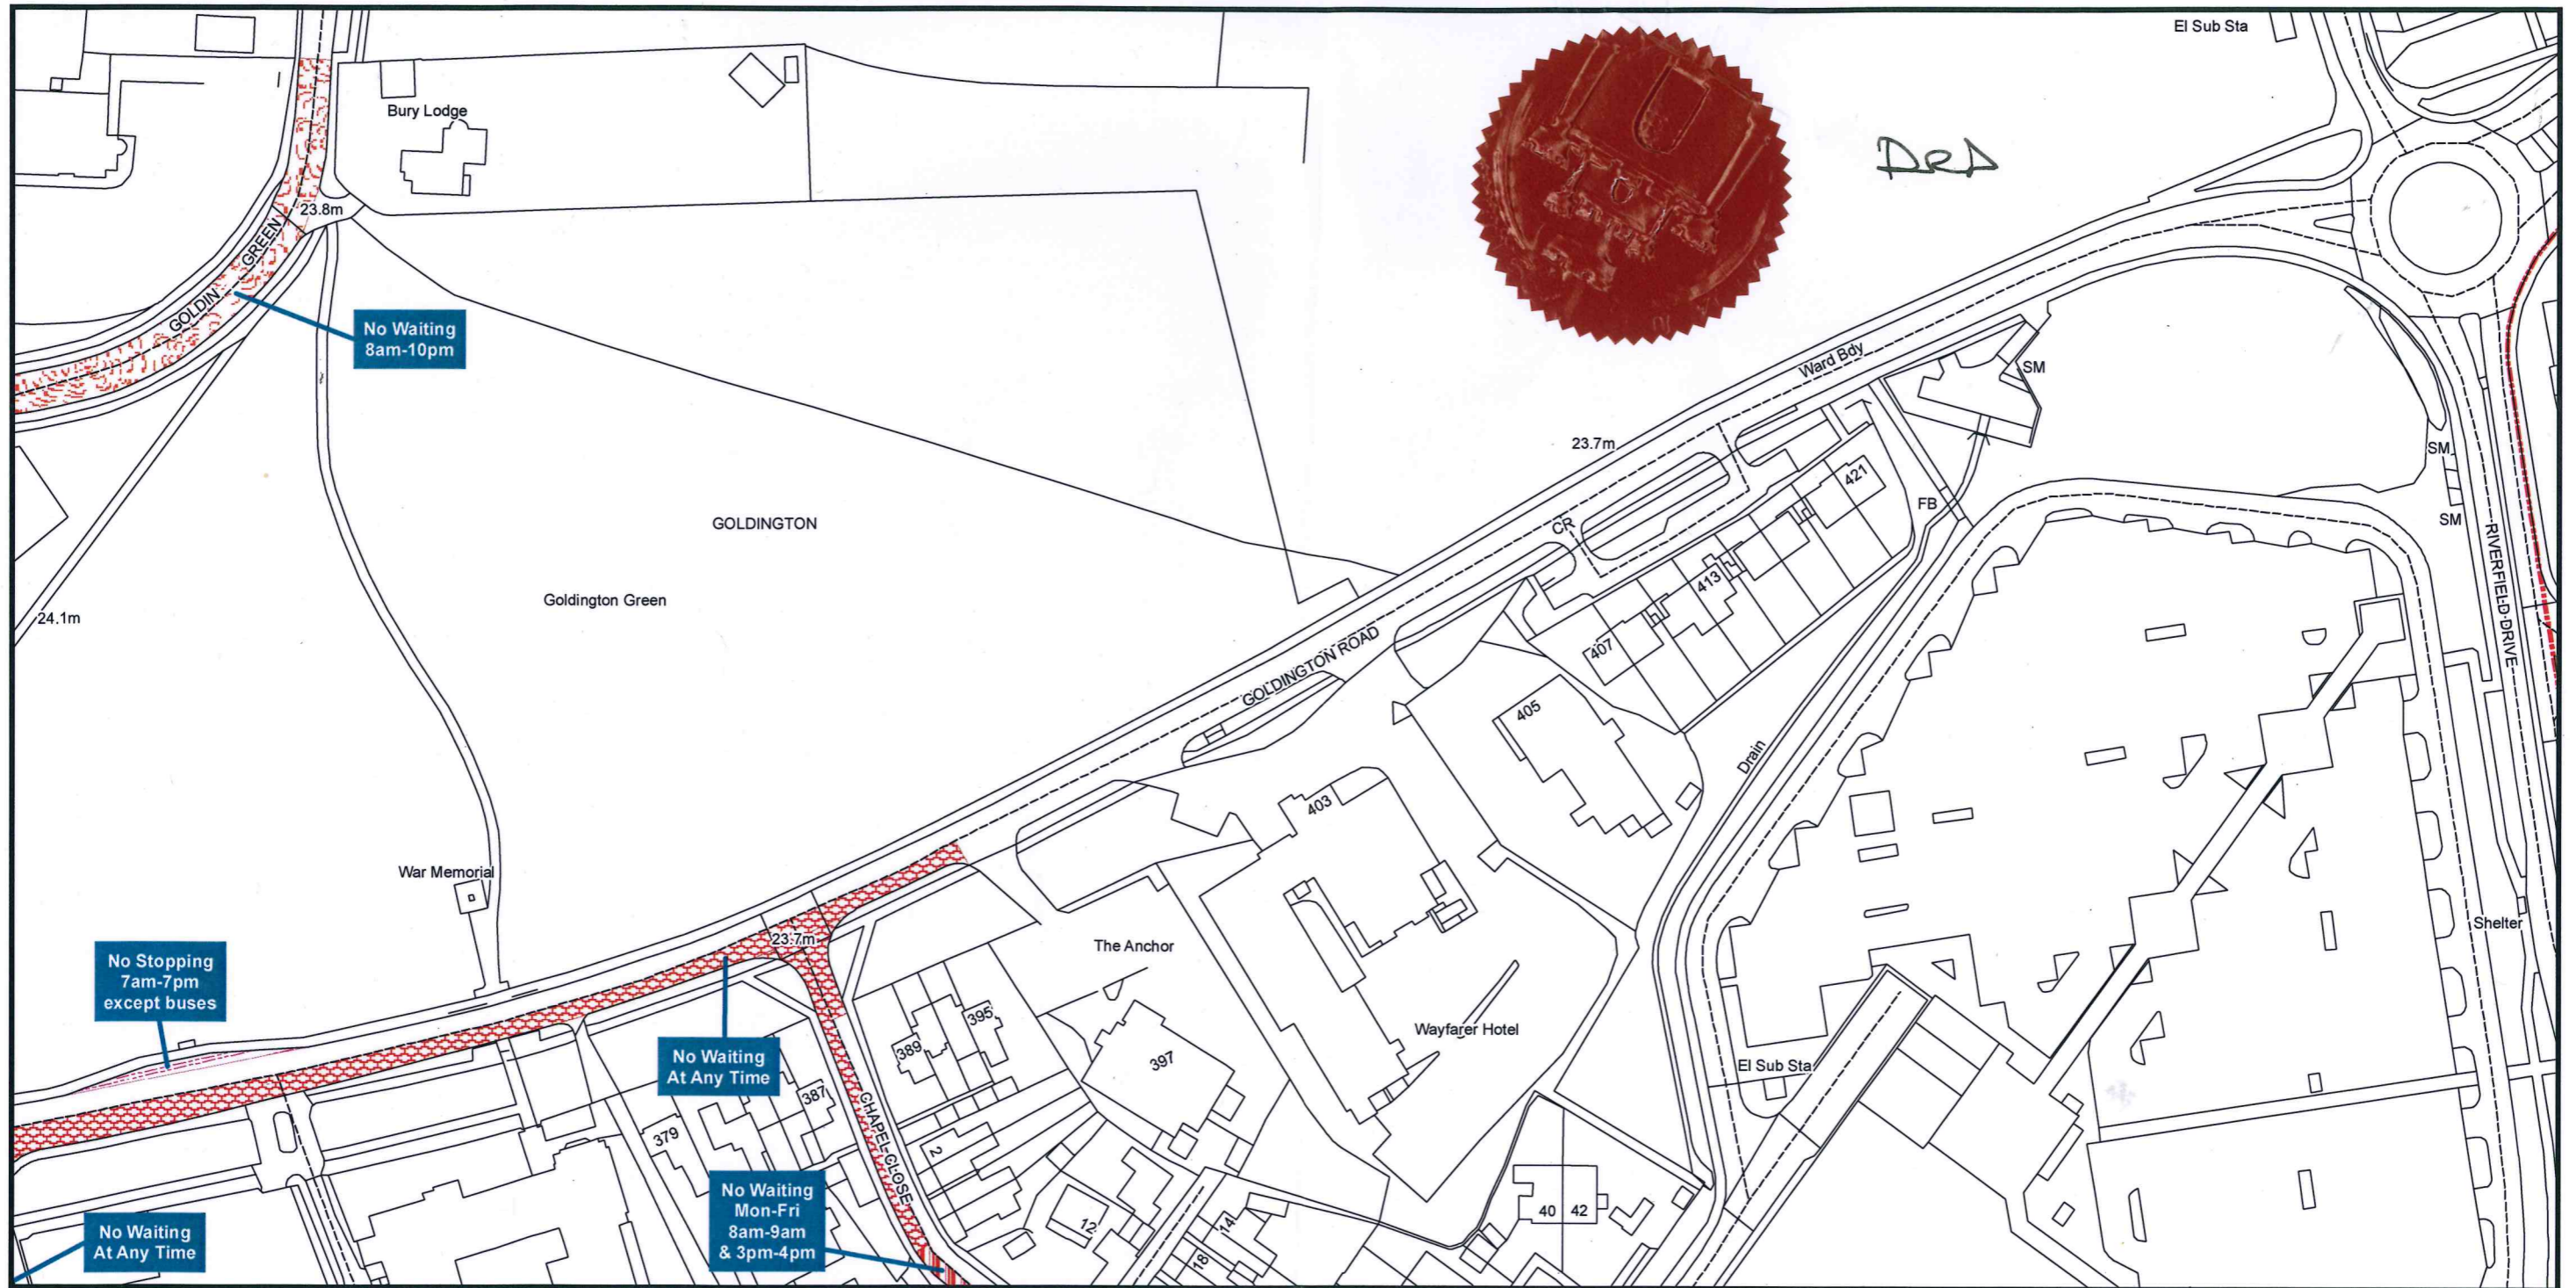 El Sub Sta
DRD
Bury Lodge
23.8m
GOLDIN GREEN
No Waiting
8am-10pm
Ward Bdy
SM
23.7m
421
SM
CR
FB
SM
GOLDINGTON
413
RIVERFIELD DRIVE
Goldington Green
24.1m
407
GOLDINGTON ROAD
405
Drain
403
War Memorial
Shelter
23.7m
The Anchor
No Stopping
7am-7pm
except buses
395
Wayfarer Hotel
389
No Waiting
At Any Time
397
El Sub Sta
387
CHAPEL CLOSE
379
2
No Waiting
Mon-Fri
8am-9am
& 3pm-4pm
40 42
12
14
No Waiting
At Any Time
18